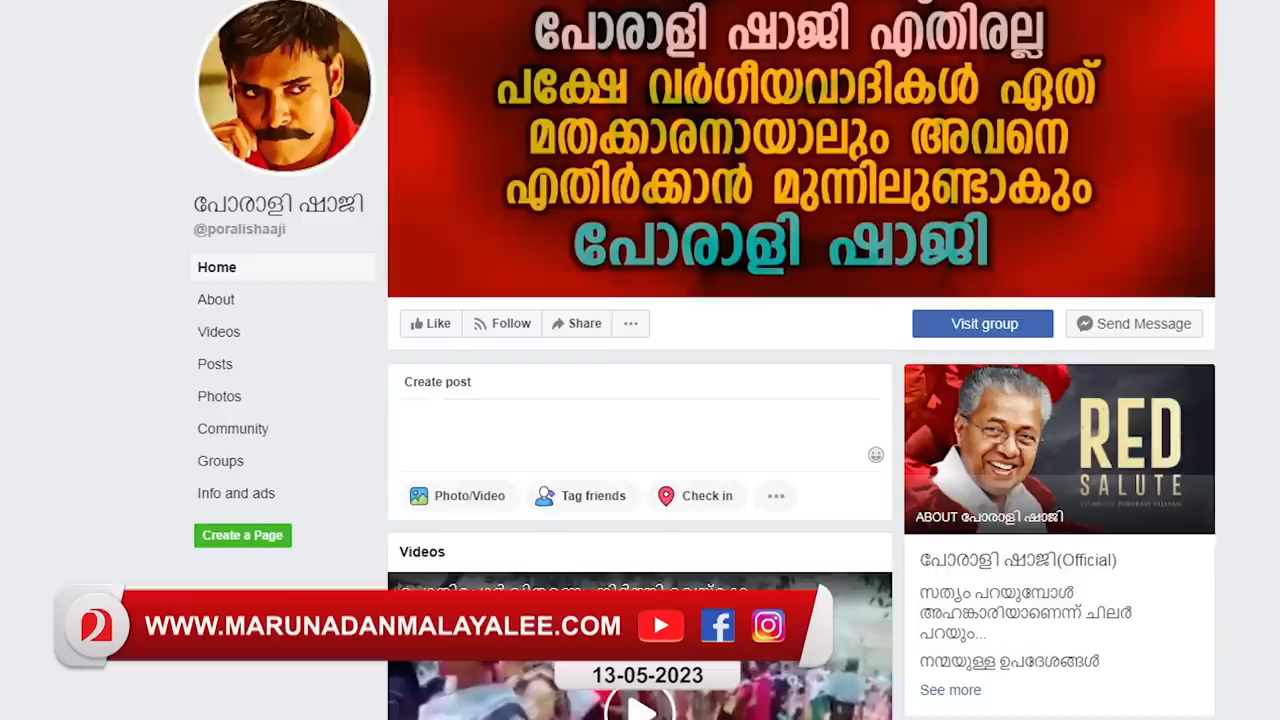 പോരാളി ഷാജി എതിരല്ല
പക്ഷേ വർഗീയവാദികൾ ഏത്
മതക്കാരനായാലും അവനെ
എതിർക്കാൻ മുന്നിലുണ്ടാകും
പോരാളി ഷാജി
പോരാളി ഷാജി
@poralishaaji
Home
About
Videos
Posts
Photos
Community
Groups
Info and ads
Create a Page
Like
Follow
Share
Visit group
Send Message
Create post
Photo/Video
Tag friends
Check in
Videos
RED
SALUTE
ABOUT പോരാളി ഷാജി
പോരാളി ഷാജി(Official)
സത്യം പറയുമ്പോൾ
അഹങ്കാരിയാണെന്ന് ചിലർ
പറയും...
നന്മയുള്ള ഉപദേശങ്ങൾ
See more
WWW.MARUNADANMALAYALEE.COM
13-05-2023